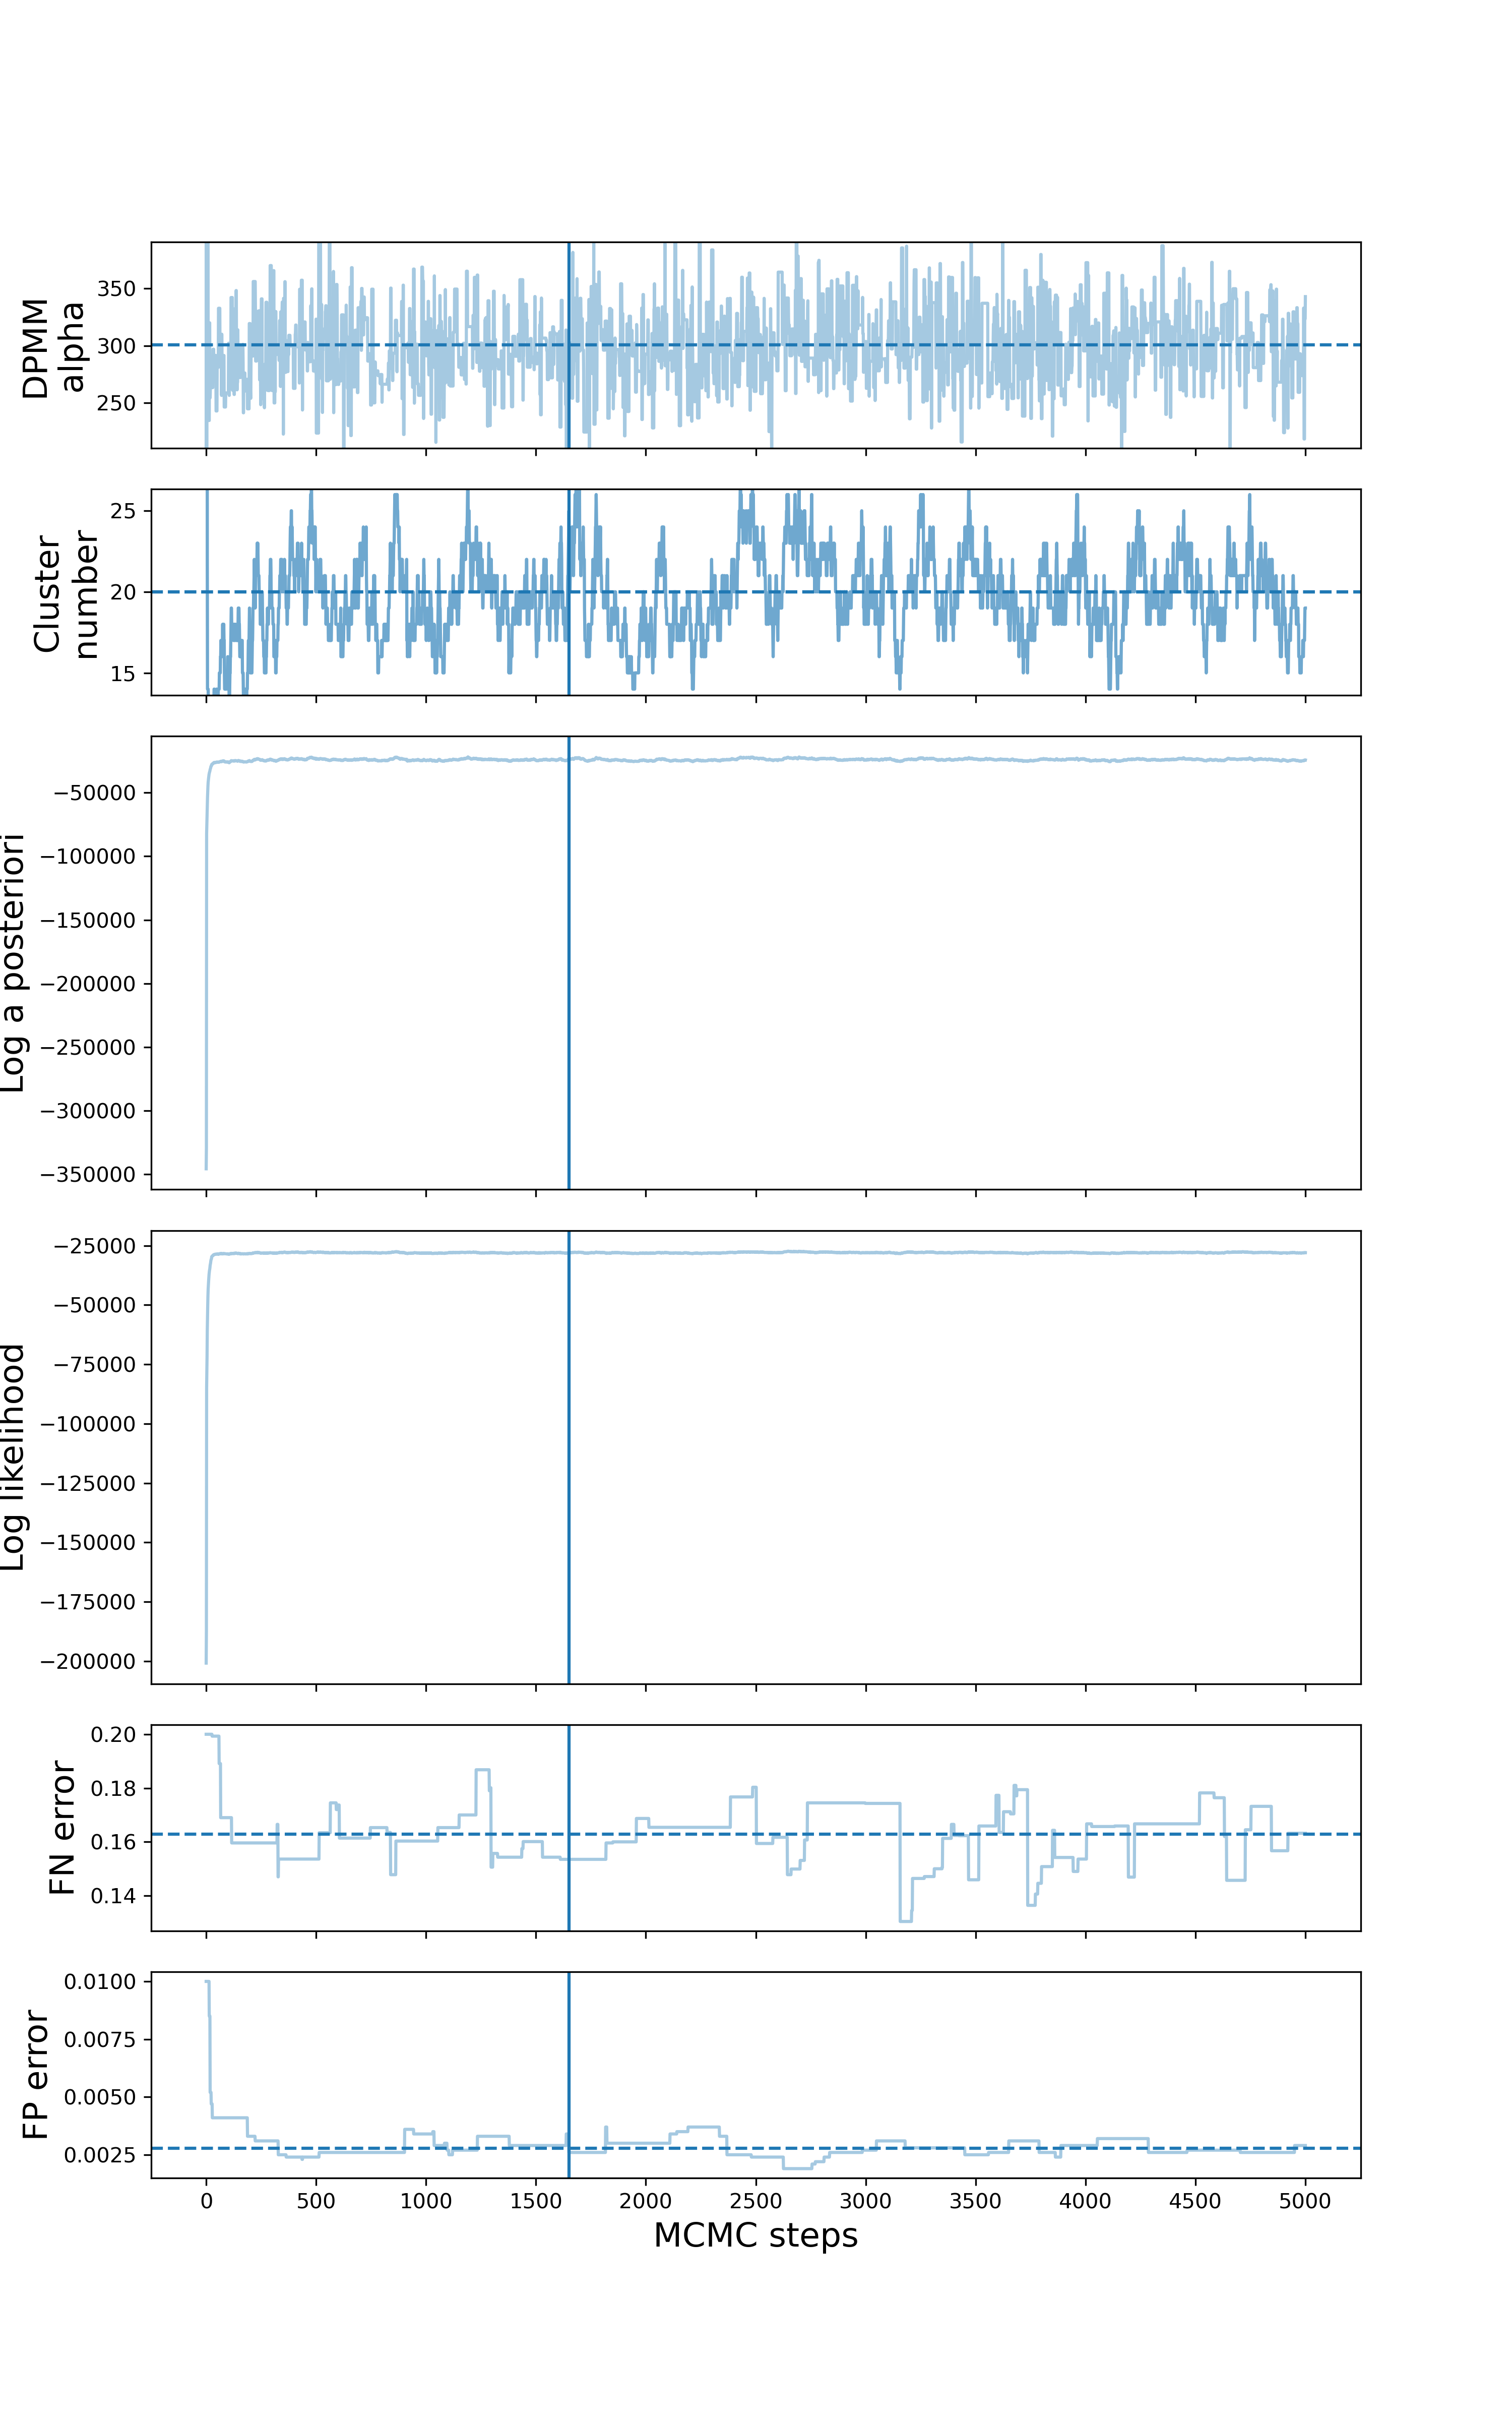 DPMM
alpha
350
300
250
Cluster
number
25
20
15
Log a posteriori
−50000
−100000
−150000
−200000
−250000
−300000
−350000
Log likelihood
−25000
−50000
−75000
−100000
−125000
−150000
−175000
−200000
FN error
0.20
0.18
0.16
0.14
FP error
0.0100
0.0075
0.0050
0.0025
0 500 1000 1500 2000 2500 3000 3500 4000 4500 5000
MCMC steps